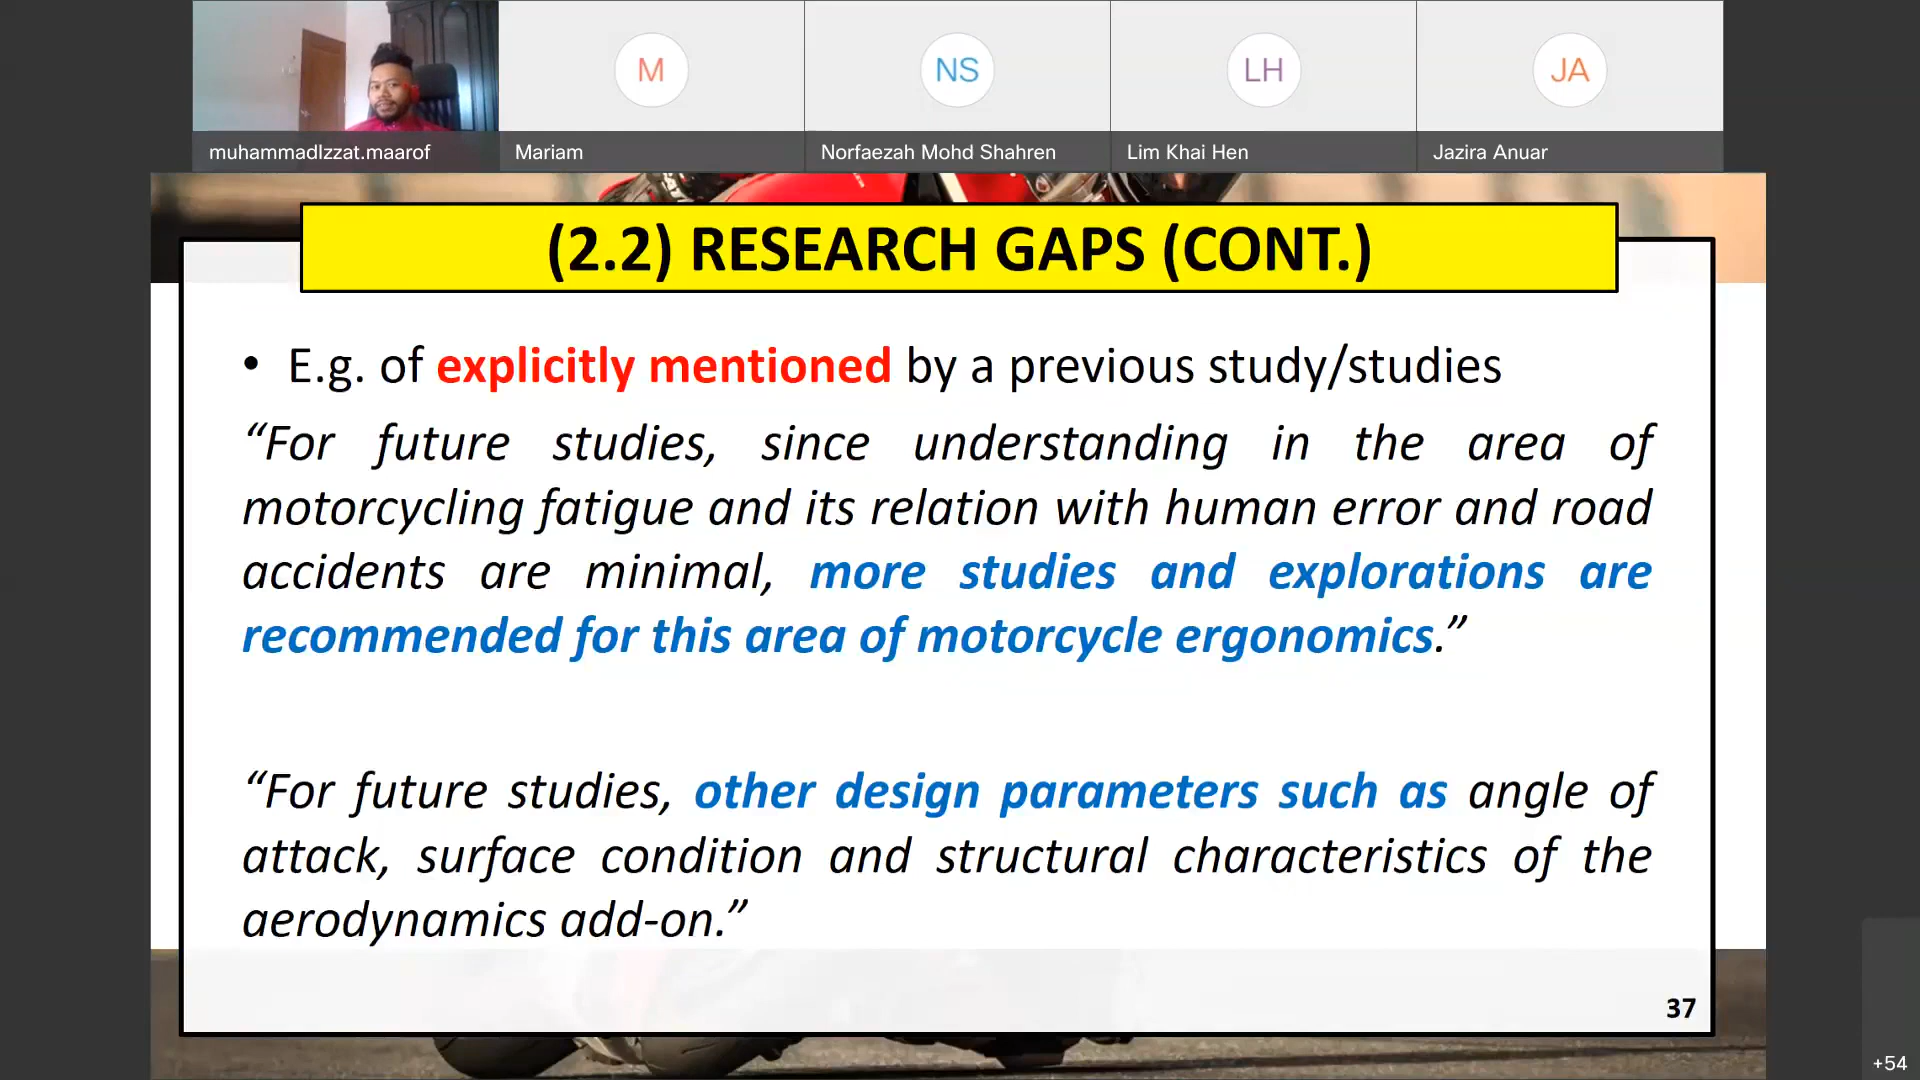 M
NS
LH
JA
muhammadIzzat.maarof
Mariam
Norfaezah Mohd Shahren
Lim Khai Hen
Jazira Anuar
(2.2) RESEARCH GAPS (CONT.)
• E.g. of explicitly mentioned by a previous study/studies
“For future studies, since understanding in the area of
motorcycling fatigue and its relation with human error and road
accidents are minimal, more studies and explorations are
recommended for this area of motorcycle ergonomics.”
“For future studies, other design parameters such as angle of
attack, surface condition and structural characteristics of the
aerodynamics add-on.”
37
+54